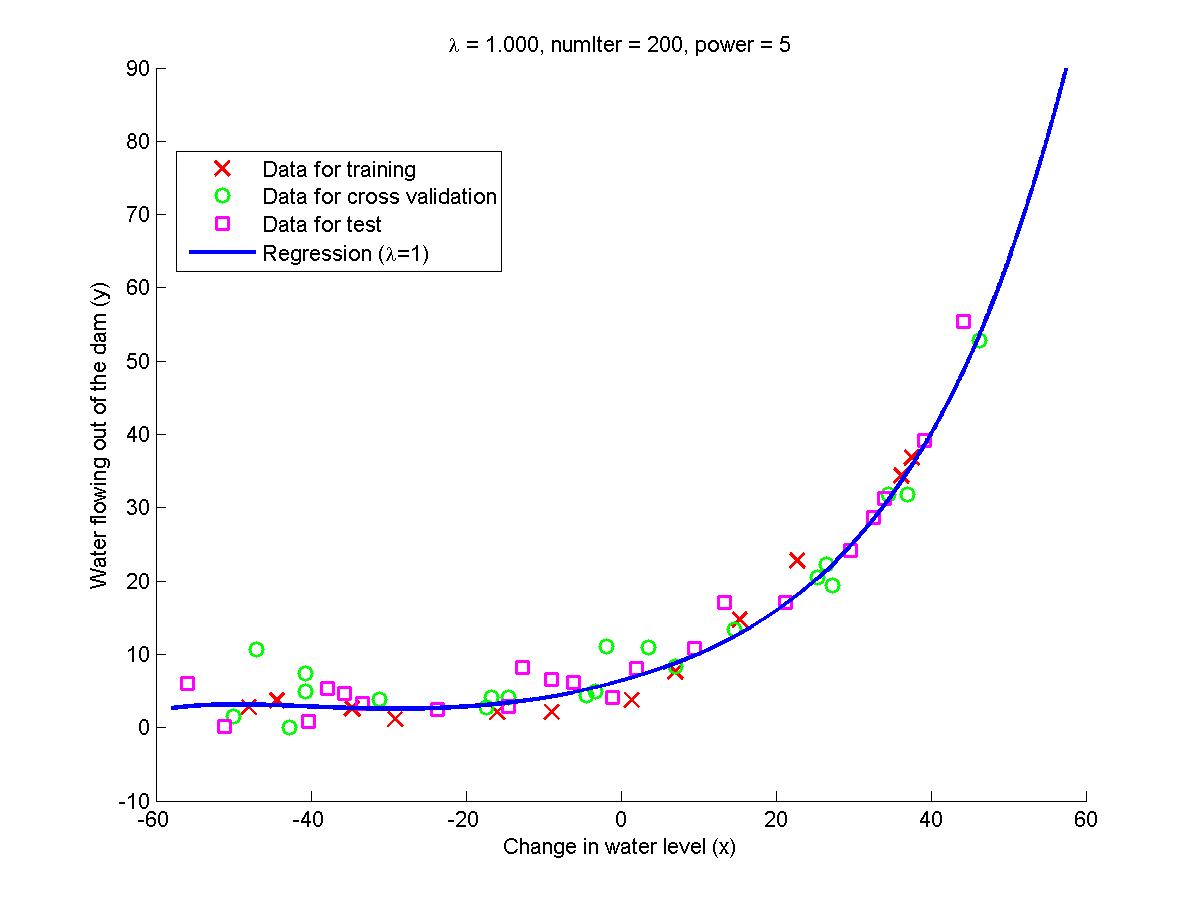 λ = 1.000, numIter = 200, power = 5
90
80
70
60
50
40
30
20
10
0
-10
Data for training
Data for cross validation
Data for test
Regression (λ=1)
Water flowing out of the dam (y)
-60 -40 -20 0 20 40 60
Change in water level (x)